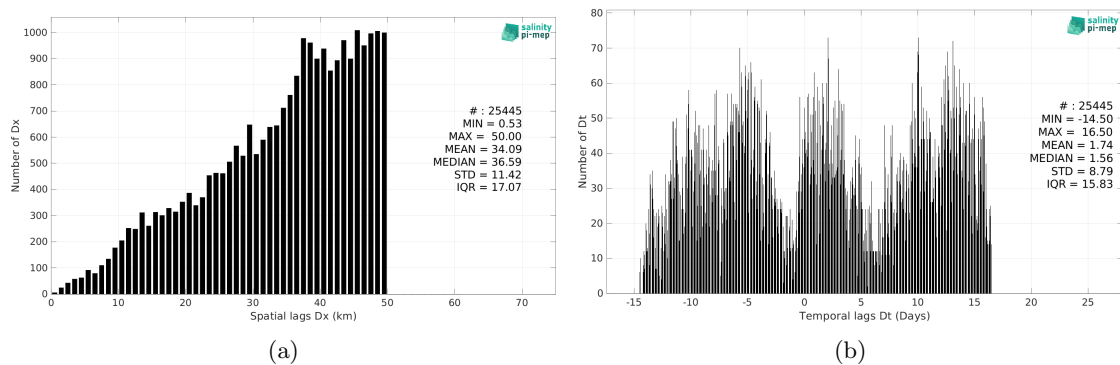 1000
900
800
700
600
500
400
300
200
100
0
Number of Dx
0 10 20 30 40 50 60 70
Spatial lags Dx (km)
salinity
pi-mep
# : 25445
MIN = 0.53
MAX = 50.00
MEAN = 34.09
MEDIAN = 36.59
STD = 11.42
IQR = 17.07
(a)
80
70
60
50
40
30
20
10
0
Number of Dt
-15 -10 -5 0 5 10 15 20 25
Temporal lags Dt (Days)
salinity
pi-mep
# : 25445
MIN = -14.50
MAX = 16.50
MEAN = 1.74
MEDIAN = 1.56
STD = 8.79
IQR = 15.83
(b)